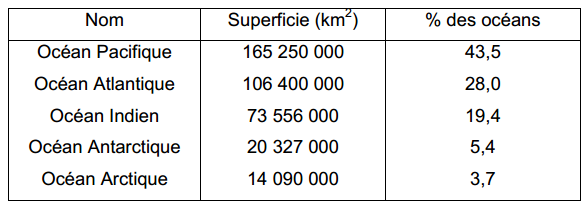 Nom Superficie (km²) % des océans
Océan Pacifique 165 250 000 43,5
Océan Atlantique 106 400 000 28,0
Océan Indien 73 556 000 19,4
Océan Antarctique 20 327 000 5,4
Océan Arctique 14 090 000 3,7